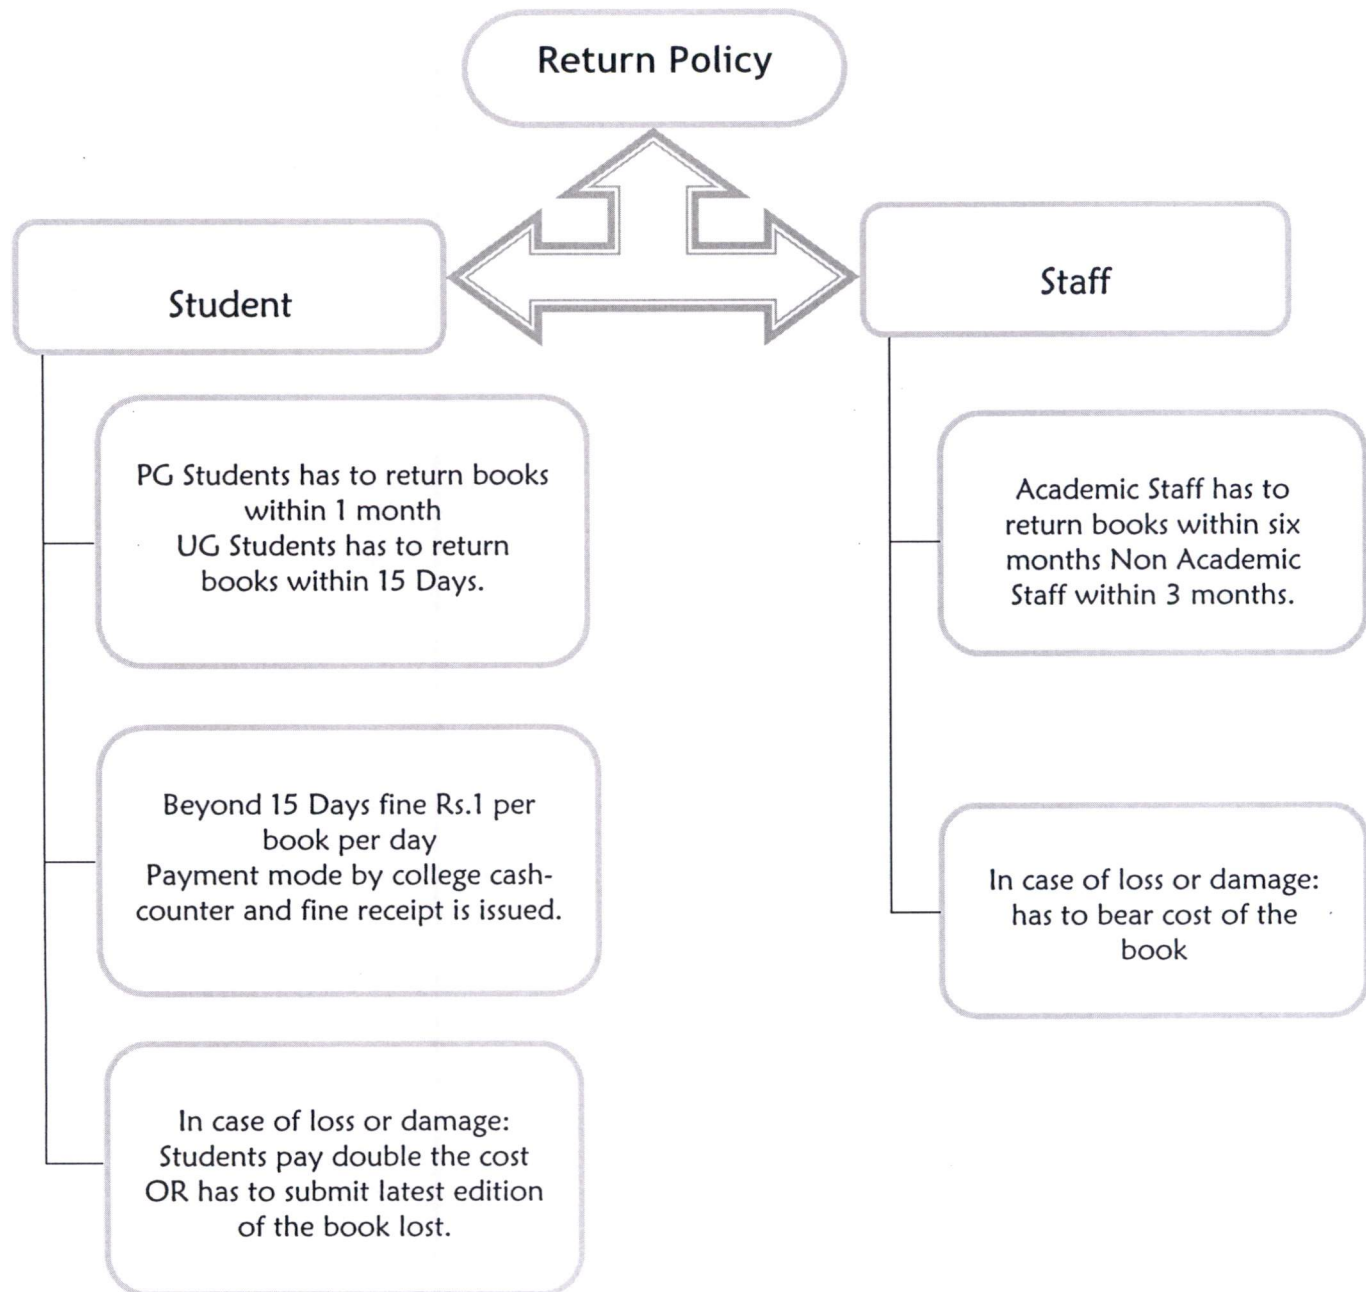 Return Policy
Student
PG Students has to return books
within 1 month
UG Students has to return
books within 15 Days.
Beyond 15 Days fine Rs.1 per
book per day
Payment mode by college cash-
counter and fine receipt is issued.
In case of loss or damage:
Students pay double the cost
OR has to submit latest edition
of the book lost.
Staff
Academic Staff has to
return books within six
months Non Academic
Staff within 3 months.
In case of loss or damage:
has to bear cost of the
book